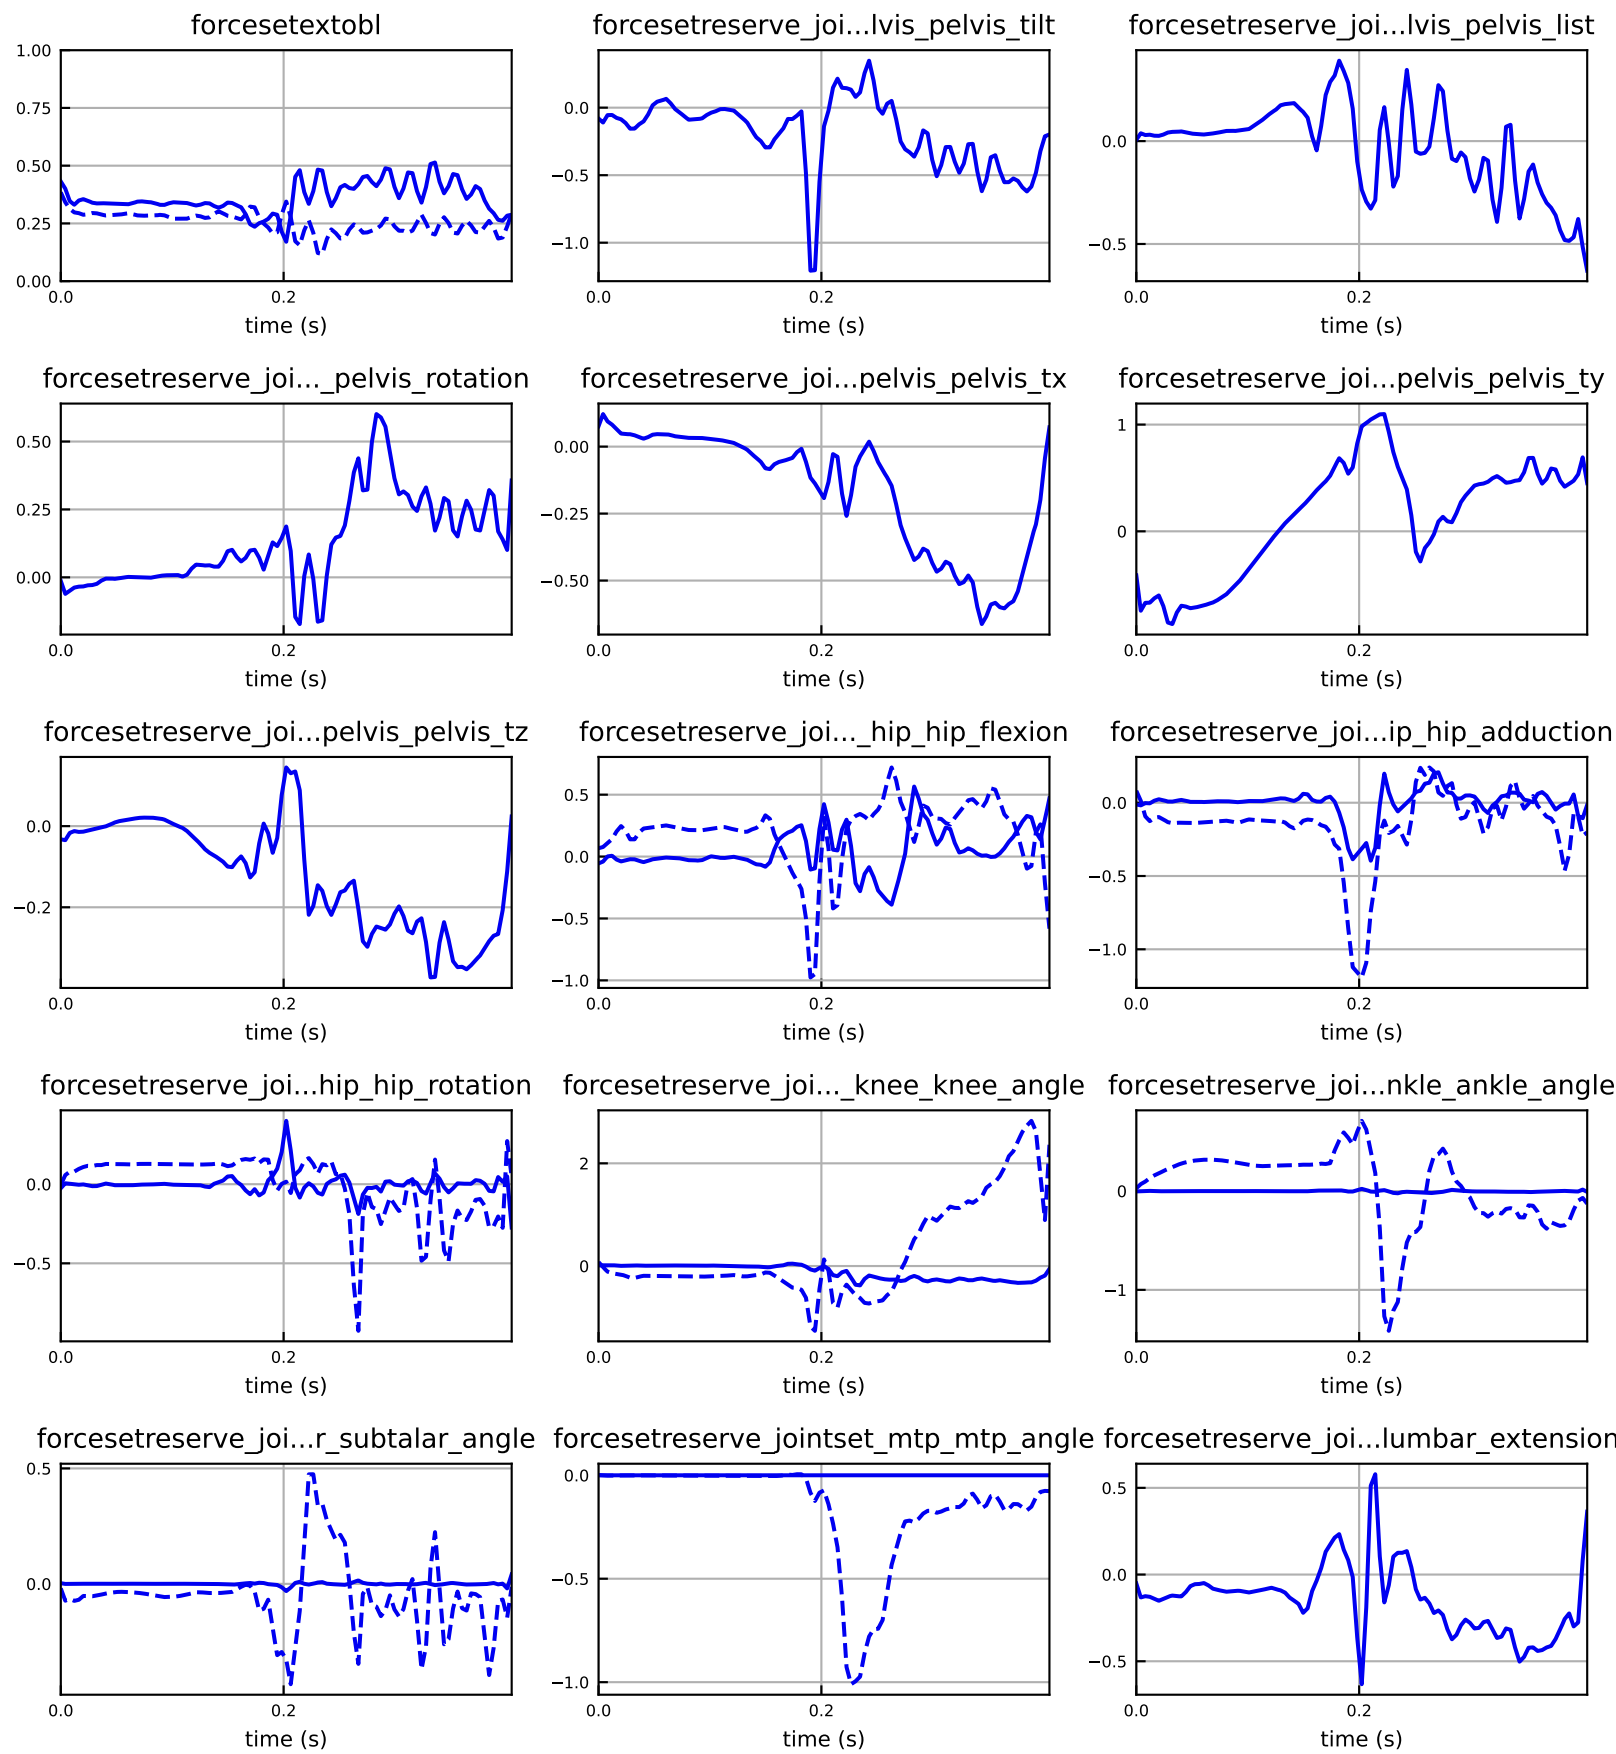 forcesetextobl forcesetreserve_joi...lvis_pelvis_tilt forcesetreserve_joi...lvis_pelvis_list
1.00
0.75
0.50
0.25
0.00
0.0 0.2
time (s)
0.0
−0.5
−1.0
0.0 0.2
time (s)
0.0
−0.5
0.0 0.2
time (s)
forcesetreserve_joi..._pelvis_rotation forcesetreserve_joi...pelvis_pelvis_tx forcesetreserve_joi...pelvis_pelvis_ty
0.50
0.25
0.00
0.0 0.2
time (s)
0.00
−0.25
−0.50
0.0 0.2
time (s)
1
0
0.0 0.2
time (s)
forcesetreserve_joi...pelvis_pelvis_tz forcesetreserve_joi..._hip_hip_flexion forcesetreserve_joi...ip_hip_adduction
0.0
−0.2
0.0 0.2
time (s)
0.5
0.0
−0.5
−1.0
0.0 0.2
time (s)
0.0
−0.5
−1.0
0.0 0.2
time (s)
forcesetreserve_joi...hip_hip_rotation forcesetreserve_joi..._knee_knee_angle forcesetreserve_joi...nkle_ankle_angle
0.0
−0.5
0.0 0.2
time (s)
2
0
0.0 0.2
time (s)
0
−1
0.0 0.2
time (s)
forcesetreserve_joi...r_subtalar_angle forcesetreserve_jointset_mtp_mtp_angle forcesetreserve_joi...lumbar_extension
0.5
0.0
0.0 0.2
time (s)
0.0
−0.5
−1.0
0.0 0.2
time (s)
0.5
0.0
−0.5
0.0 0.2
time (s)